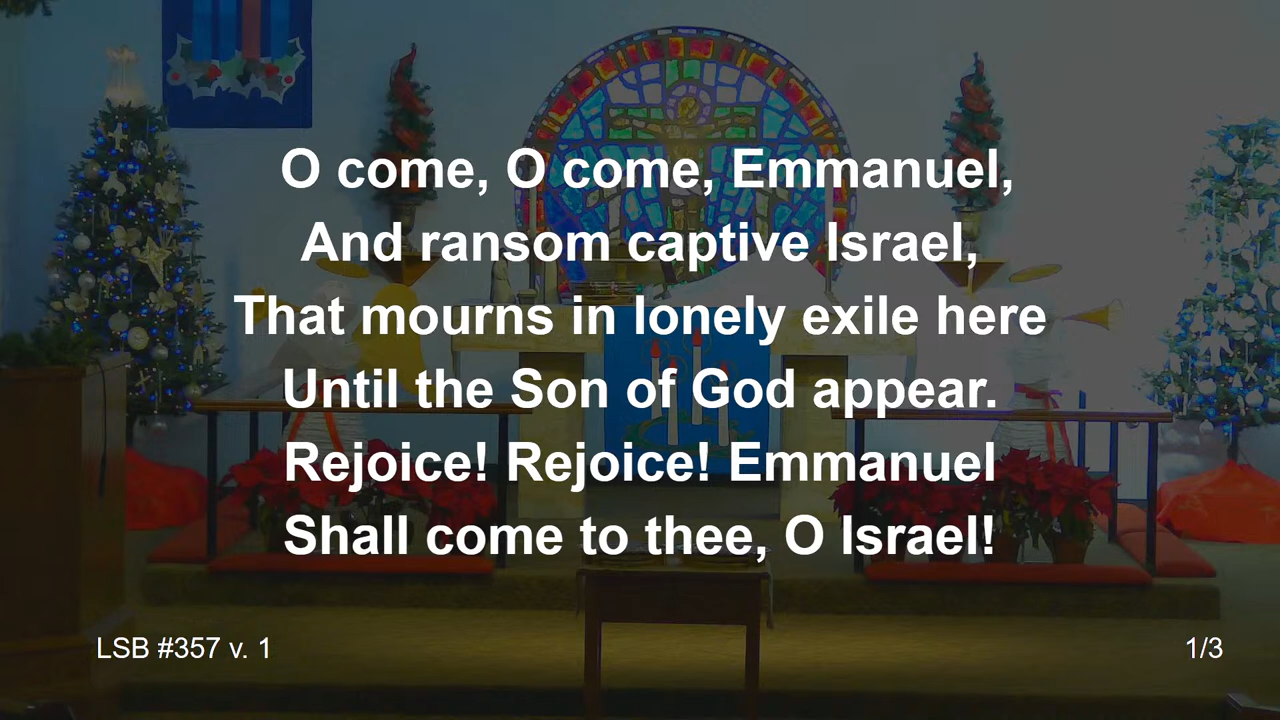 O come, O come, Emmanuel,
And ransom captive Israel,
That mourns in lonely exile here
Until the Son of God appear.
Rejoice! Rejoice! Emmanuel
Shall come to thee, O Israel!
LSB #357 v. 1
1/3